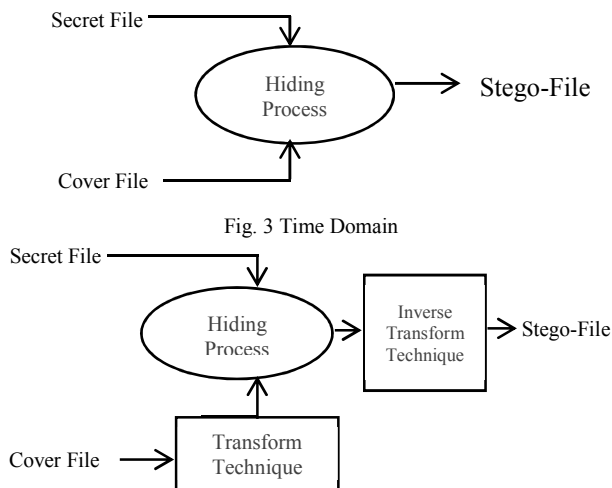 Secret File
Hiding
Process
Stego-File
Cover File
Fig. 3 Time Domain
Secret File
Hiding
Process
Inverse
Transform
Technique
Stego-File
Cover File
Transform
Technique